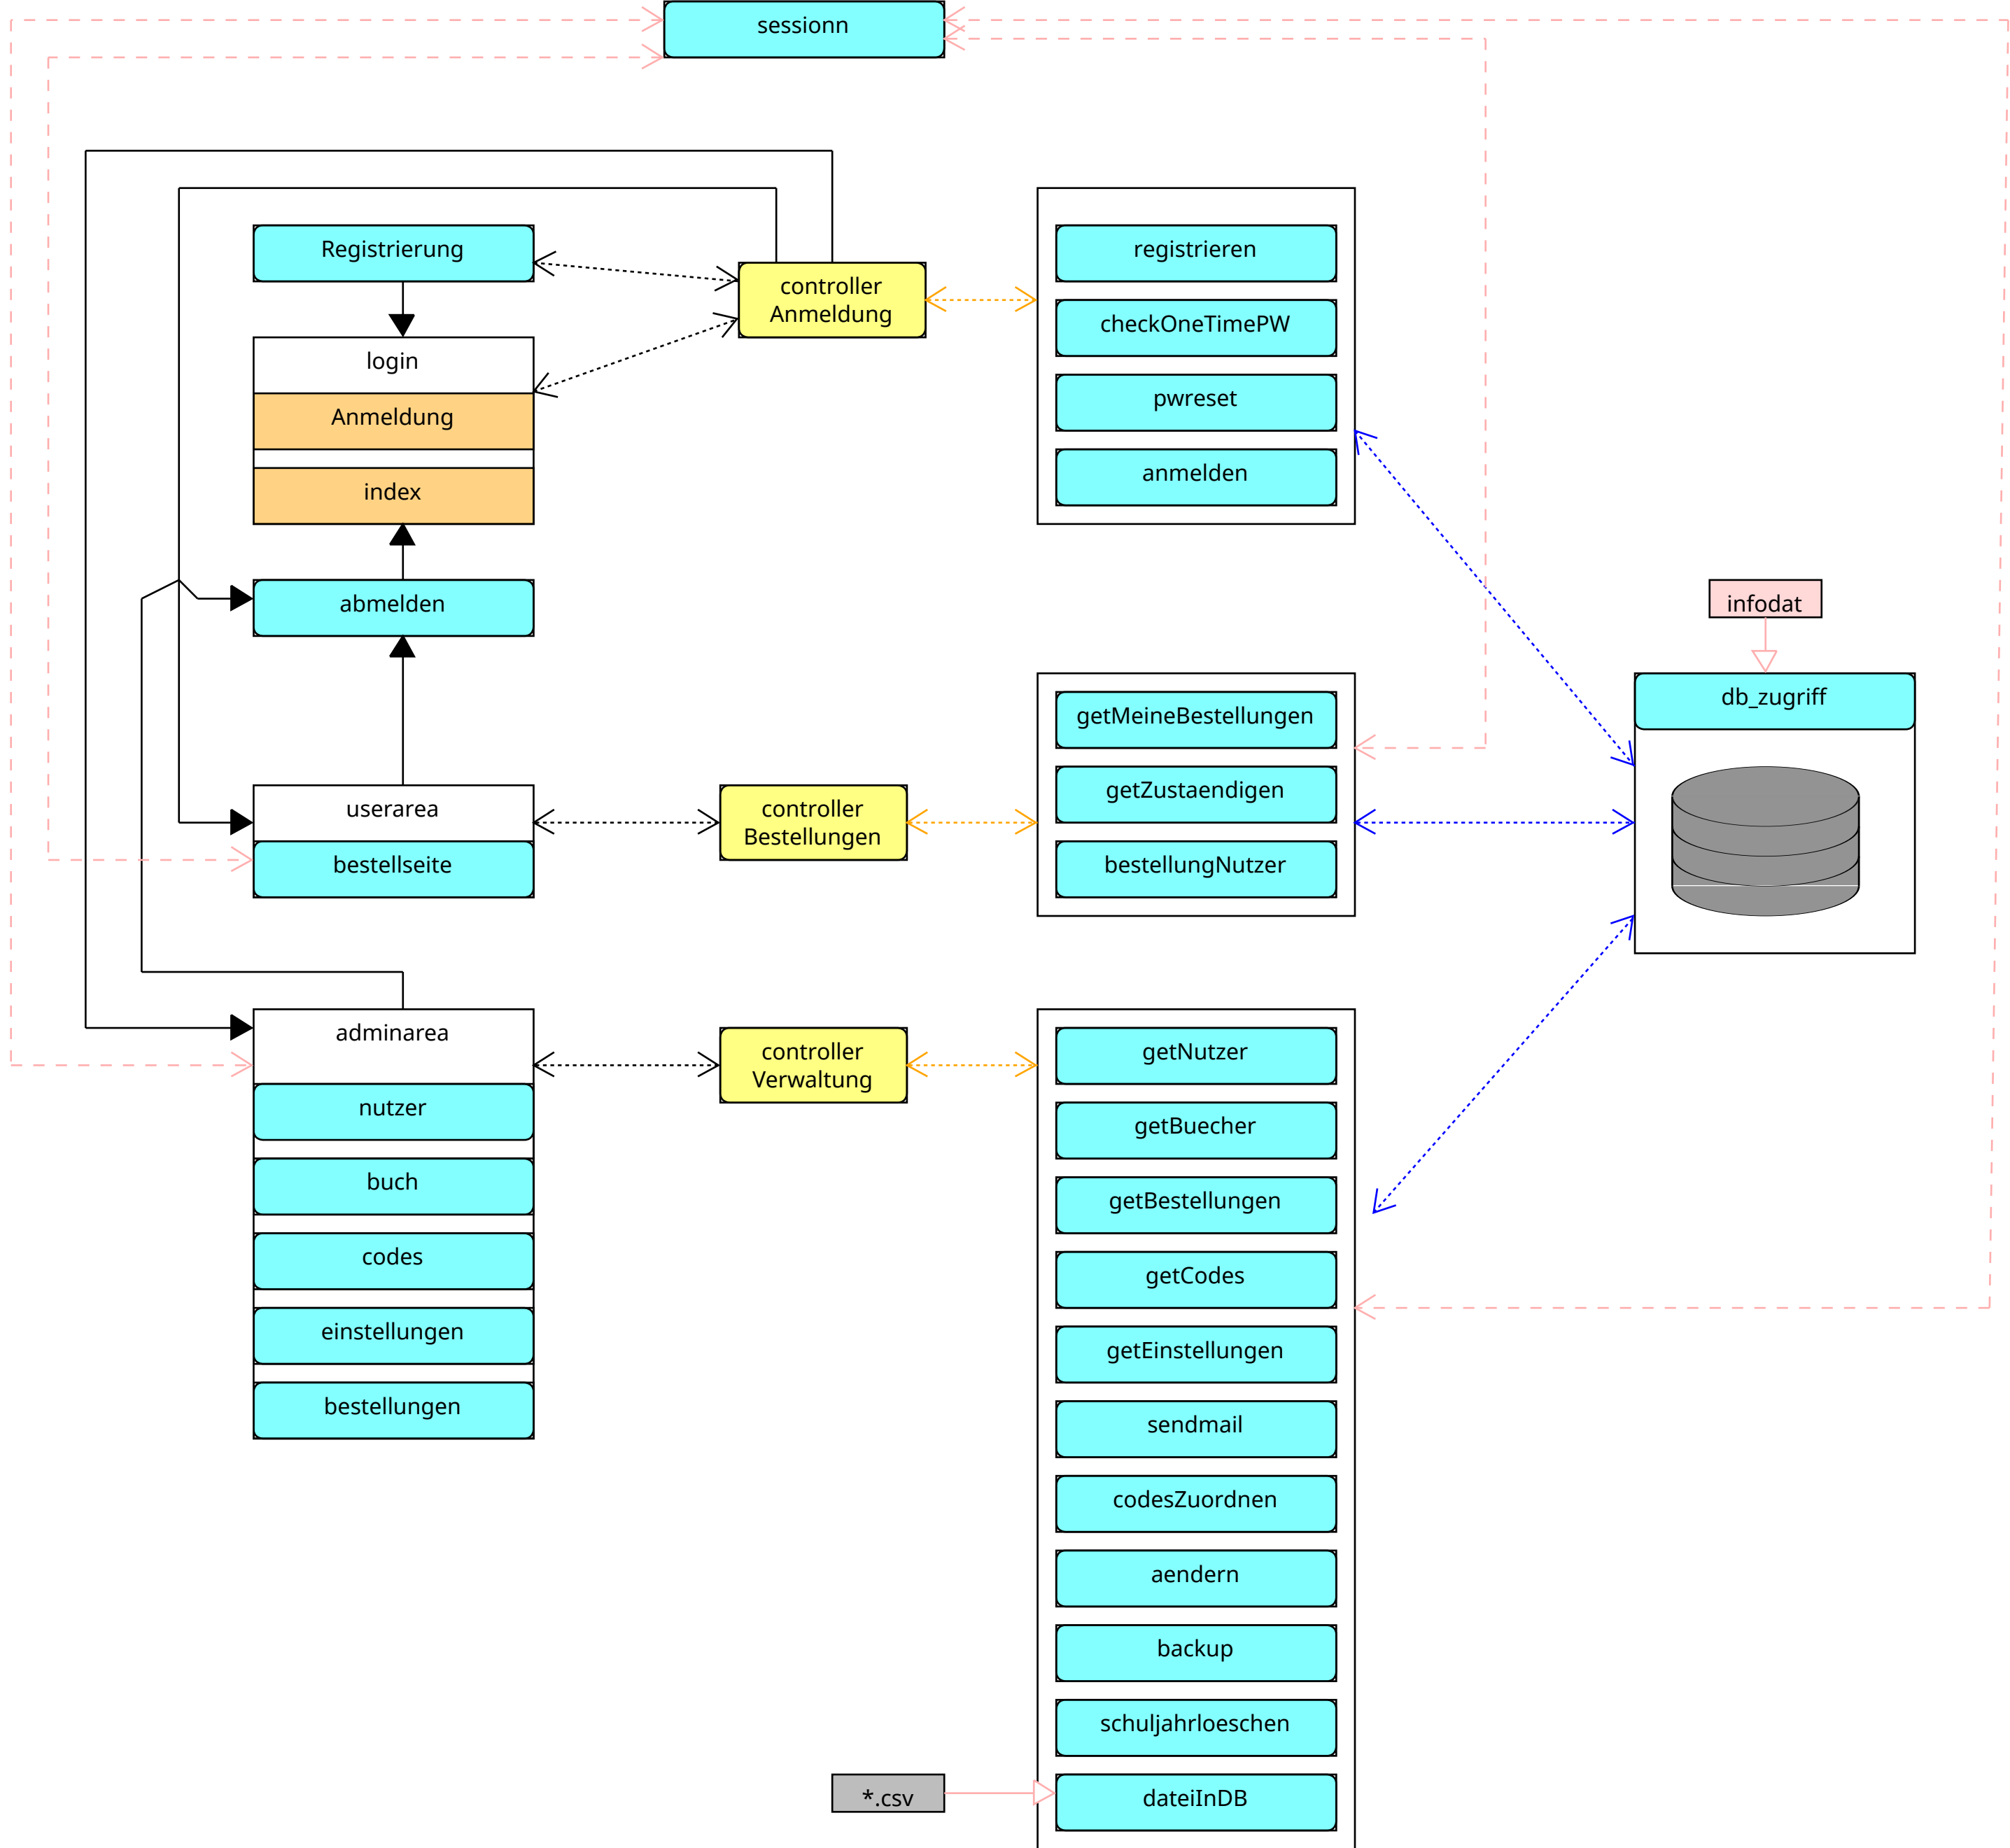 sessionn
Registrierung
login
Anmeldung
index
abmelden
userarea
bestellseite
adminarea
nutzer
buch
codes
einstellungen
bestellungen
controller
Anmeldung
controller
Bestellungen
controller
Verwaltung
*.csv
registrieren
checkOneTimePW
pwreset
anmelden
getMeineBestellungen
getZustaendigen
bestellungNutzer
getNutzer
getBuecher
getBestellungen
getCodes
getEinstellungen
sendmail
codesZuordnen
aendern
backup
schuljahrloeschen
dateiInDB
infodat
db_zugriff